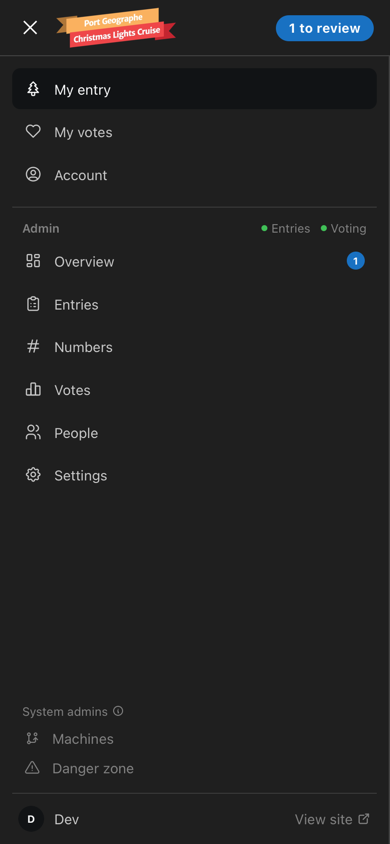 Port Geographe
Christmas Lights Cruise
1 to review
My entry
My votes
Account
Admin
Entries
Voting
Overview
1
Entries
Numbers
Votes
People
Settings
System admins
Machines
Danger zone
D
Dev
View site